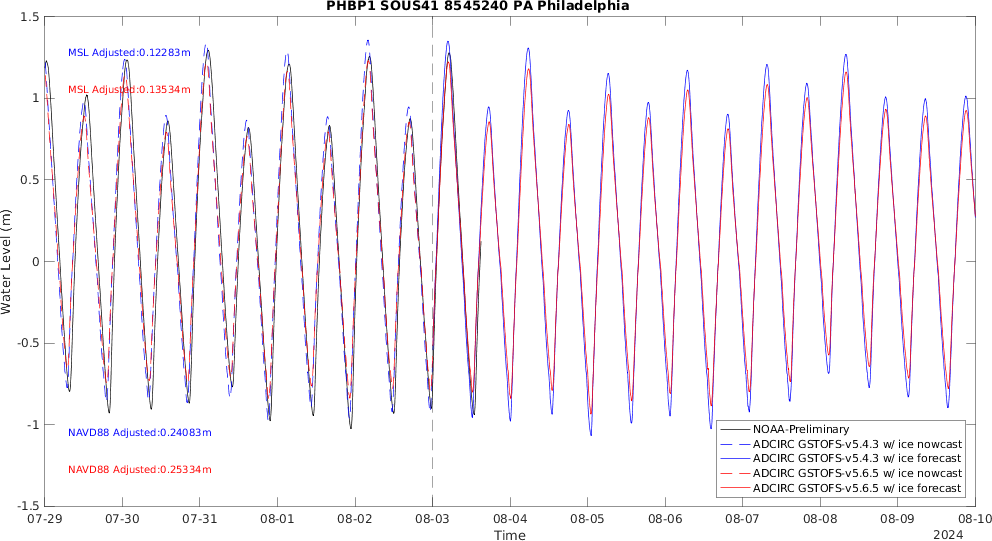 PHBP1 SOUS41 8545240 PA Philadelphia
1.5
MSL Adjusted:0.12283m
MSL Adjusted:0.13534m
1
0.5
0
-0.5
-1
-1.5
Water Level (m)
NAVD88 Adjusted:0.24083m
NAVD88 Adjusted:0.25334m
NOAA-Preliminary
ADCIRC GSTOFS-v5.4.3 w/ ice nowcast
ADCIRC GSTOFS-v5.4.3 w/ ice forecast
ADCIRC GSTOFS-v5.6.5 w/ ice nowcast
ADCIRC GSTOFS-v5.6.5 w/ ice forecast
07-29 07-30 07-31 08-01 08-02 08-03 08-04 08-05 08-06 08-07 08-08 08-09 08-10
Time
2024